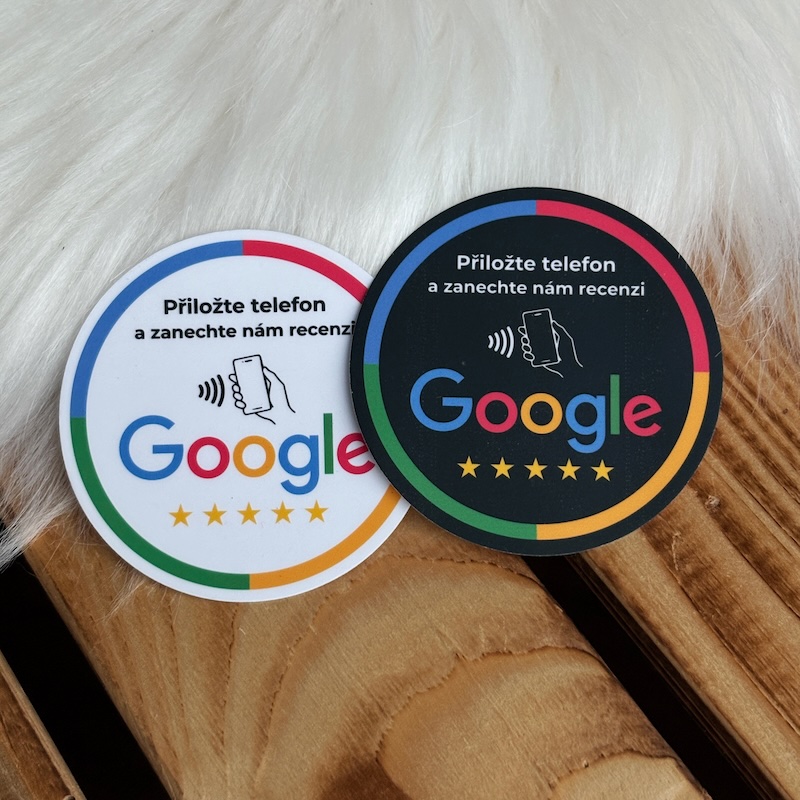 Přiložte telefon
a zanechte nám recenzi
Google
Přiložte telefon
a zanechte nám recenzi
Google